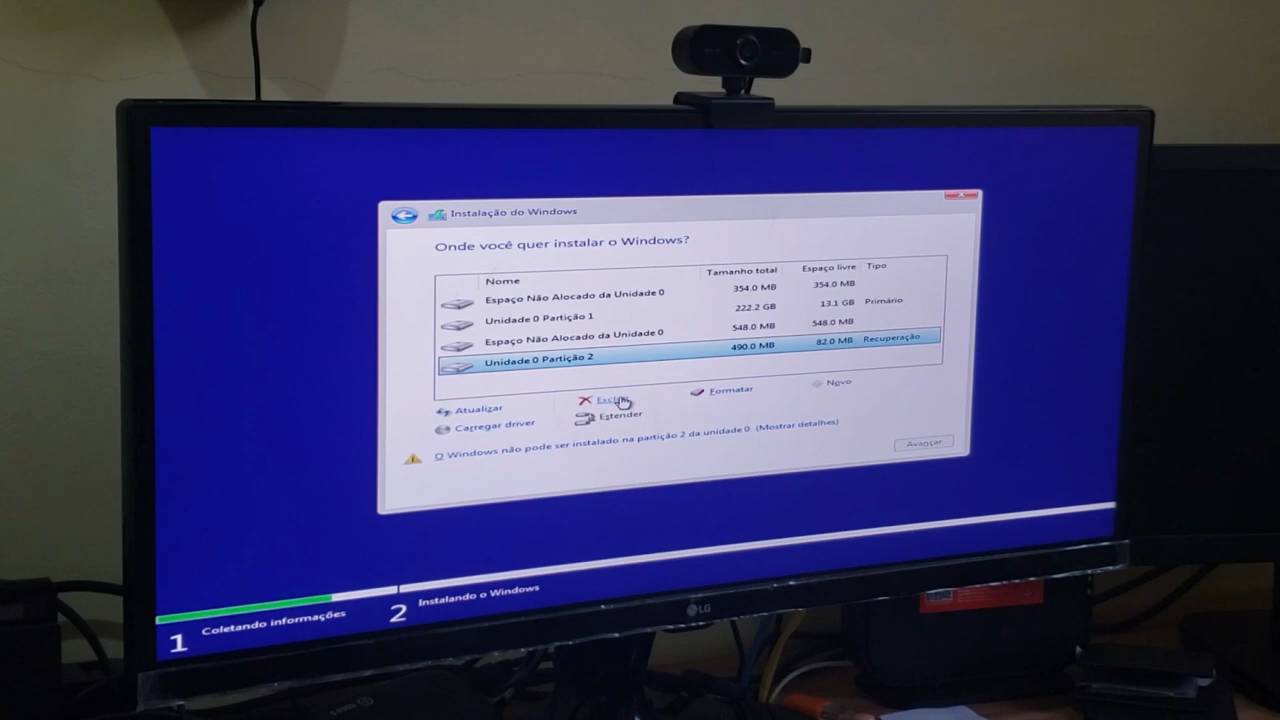 Instalação do Windows
Onde você quer instalar o Windows?
Nome Tamanho total Espaço livre Tipo
Espaço Não Alocado da Unidade 0 354.0 MB 354.0 MB
Unidade 0 Partição 1 222.2 GB 13.1 GB Primário
Espaço Não Alocado da Unidade 0 548.0 MB 548.0 MB
Unidade 0 Partição 2 490.0 MB 82.0 MB Recuperação
Atualizar Formatar Novo
Carregar driver Estender
O Windows não pode ser instalado na partição 2 da unidade 0. (Mostrar detalhes)
Avançar
1 Coletando informações 2 Instalando o Windows
LG